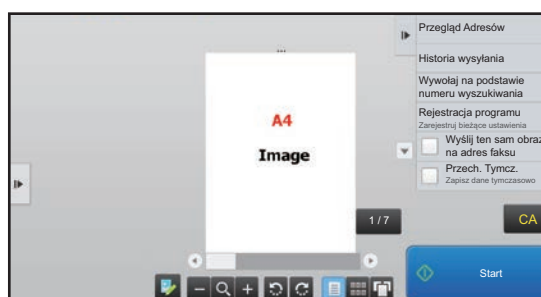 Przegląd Adresów
Historia wysyłania
Wywołaj na podstawie
numeru wyszukiwania
Rejestracja programu
Zarejestruj bieżące ustawienia
Wyślij ten sam obraz
na adres faksu
Przech. Tymcz.
Zapisz dane tymczasowo
A4
Image
1 / 7
CA
Start